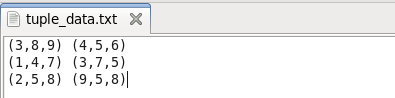 tuple_data.txt
(3,8,9) (4,5,6)
(1,4,7) (3,7,5)
(2,5,8) (9,5,8)